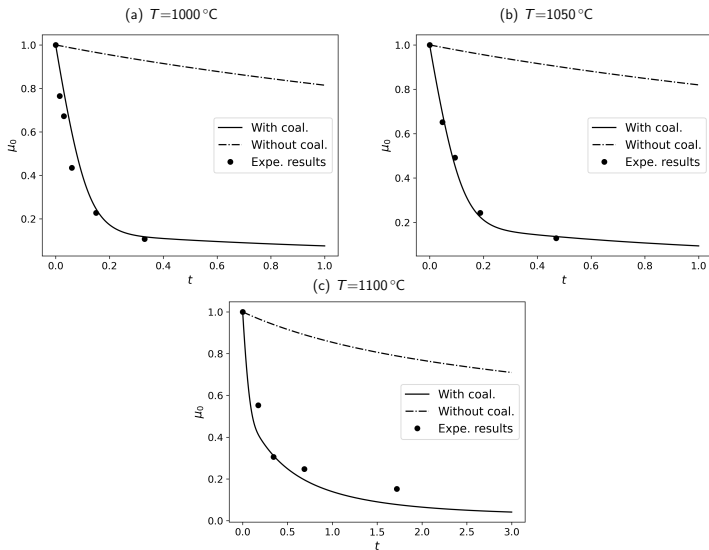 (a) T=1000 °C
1.0
0.8
0.6
0.4
0.2
μ0
0.0
0.2
0.4
0.6
0.8
1.0
t
With coal.
Without coal.
Expe. results
(b) T=1050 °C
1.0
0.8
0.6
0.4
0.2
μ0
0.0
0.2
0.4
0.6
0.8
1.0
t
With coal.
Without coal.
Expe. results
(c) T=1100 °C
1.0
0.8
0.6
0.4
0.2
0.0
μ0
0.0
0.5
1.0
1.5
2.0
2.5
3.0
t
With coal.
Without coal.
Expe. results